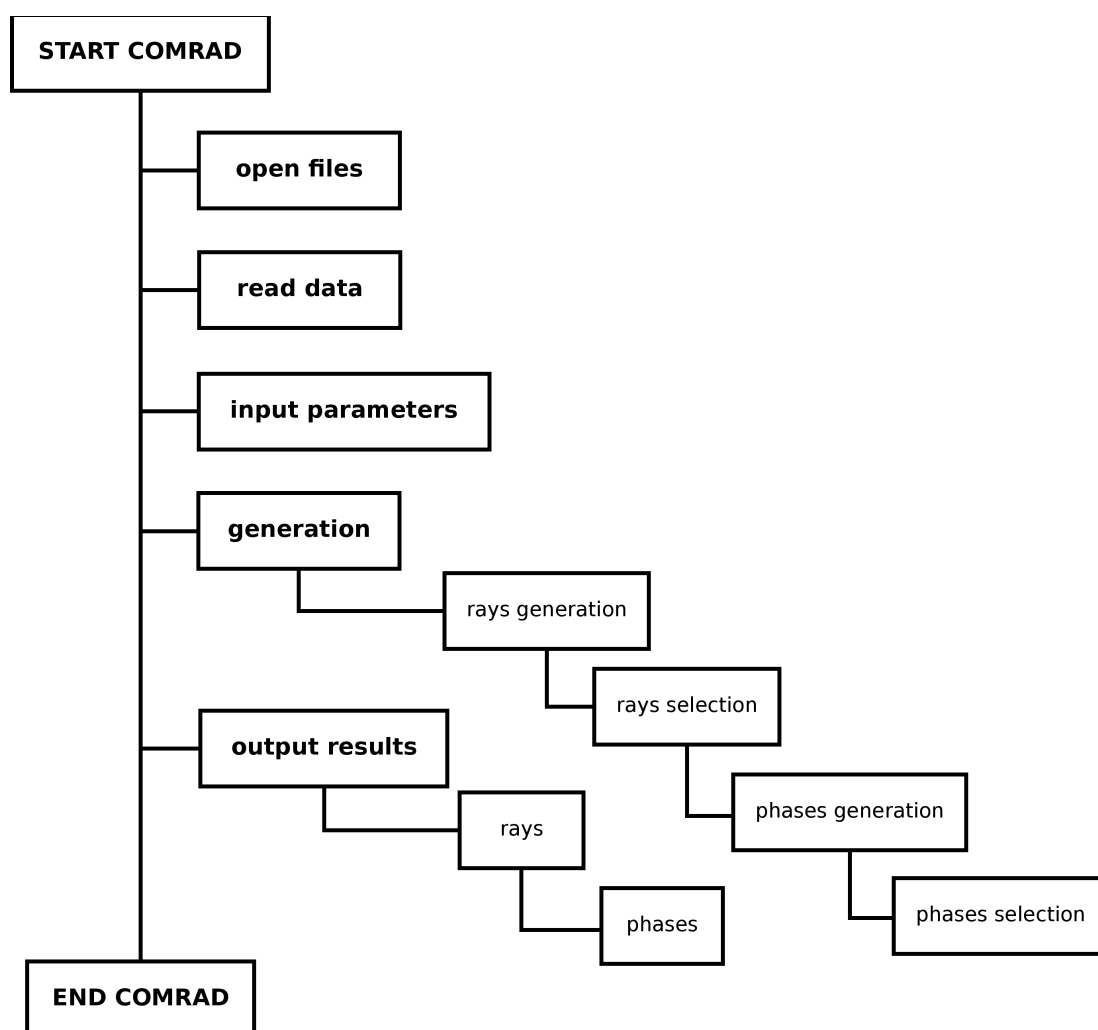 START COMRAD
open files
read data
input parameters
generation
rays generation
rays selection
output results
phases generation
rays
phases selection
phases
END COMRAD